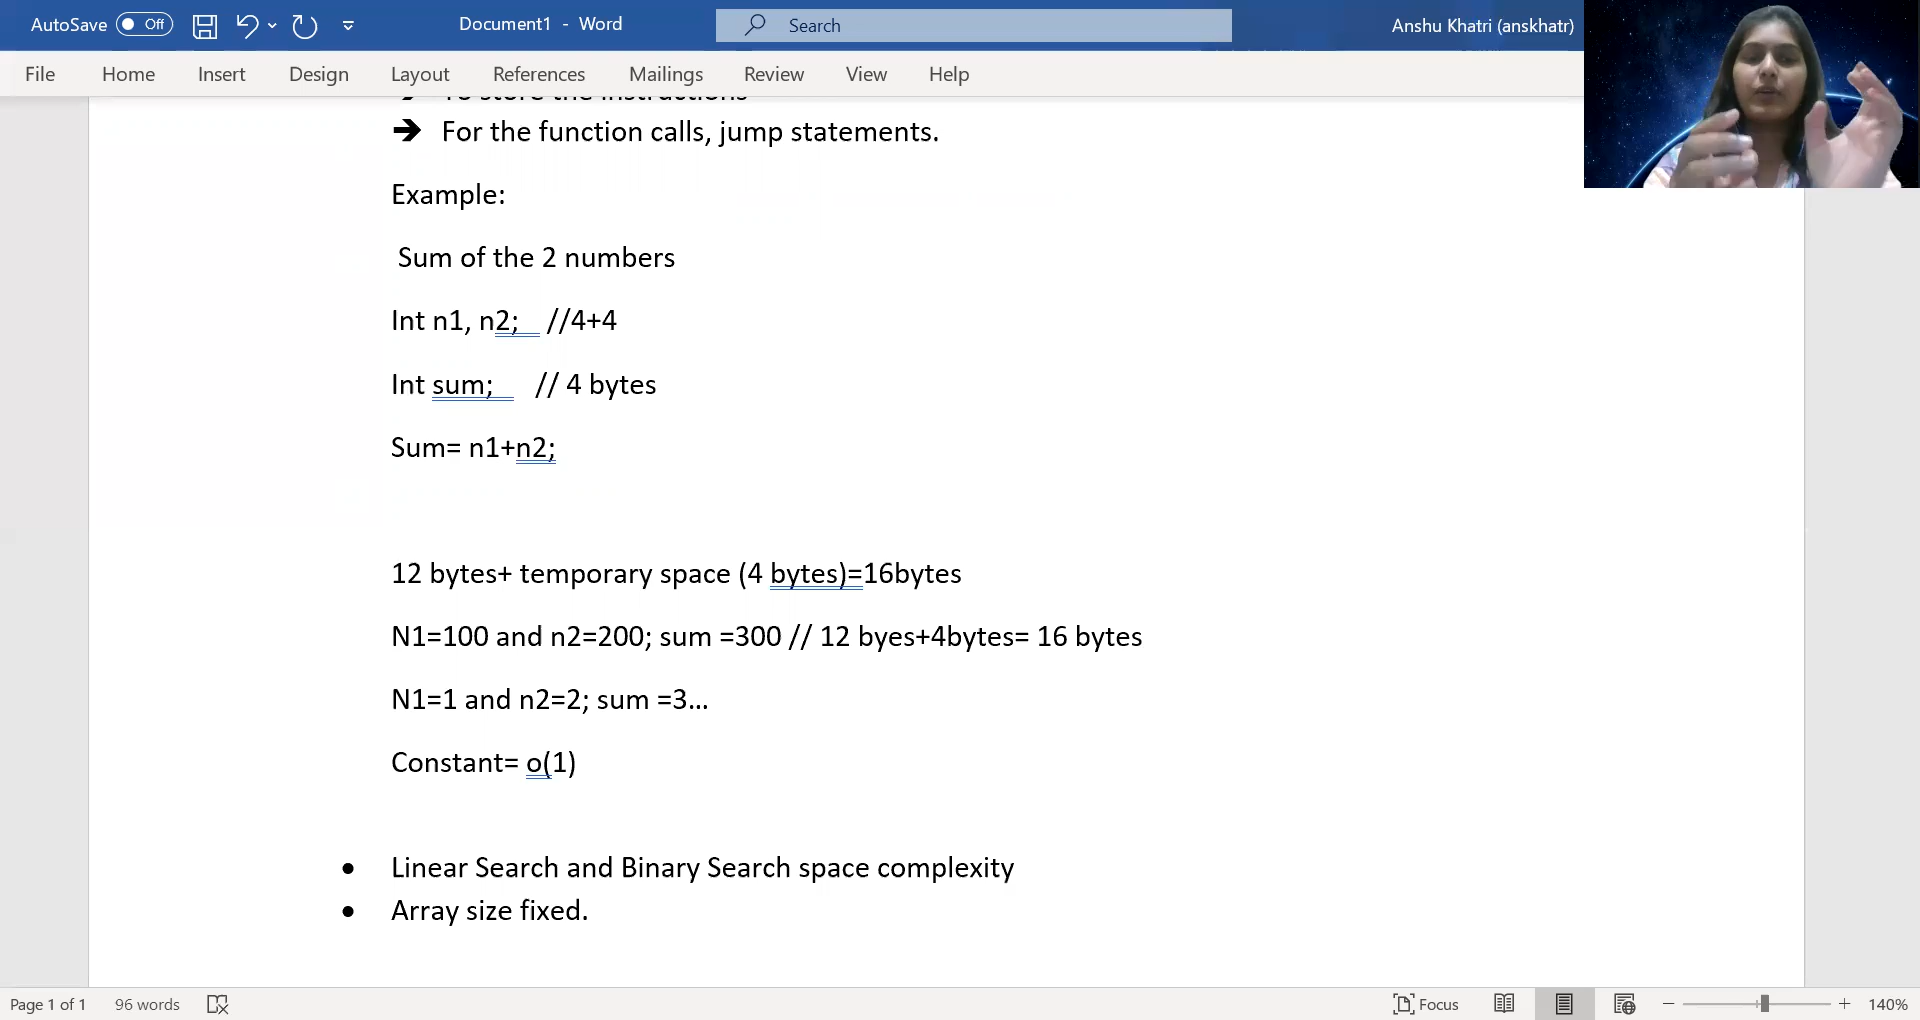 AutoSave Off Document1 - Word Search Anshu Khatri (anskhatr)
File Home Insert Design Layout References Mailings Review View Help
To store the instructions
➔ For the function calls, jump statements.
Example:
Sum of the 2 numbers
Int n1, n2; //4+4
Int sum; // 4 bytes
Sum= n1+n2;
12 bytes+ temporary space (4 bytes)=16bytes
N1=100 and n2=200; sum =300 // 12 byes+4bytes= 16 bytes
N1=1 and n2=2; sum =3...
Constant= o(1)
• Linear Search and Binary Search space complexity
• Array size fixed.
Page 1 of 1 96 words Focus 140%